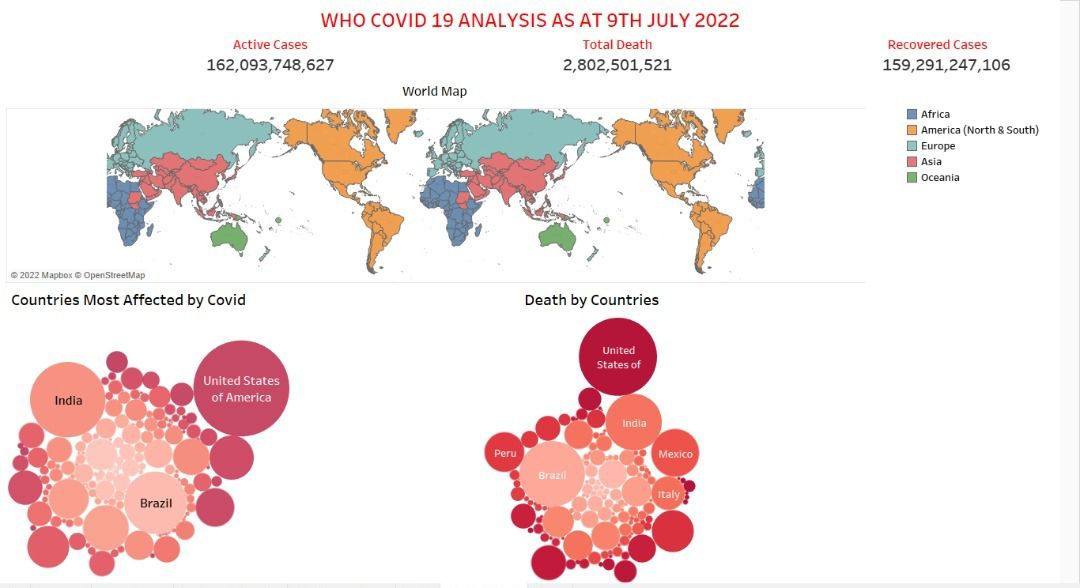 WHO COVID 19 ANALYSIS AS AT 9TH JULY 2022
Active Cases
162,093,748,627
Total Death
2,802,501,521
Recovered Cases
159,291,247,106
World Map
Africa
America (North & South)
Europe
Asia
Oceania
© 2022 Mapbox © OpenStreetMap
Countries Most Affected by Covid
United States
of America
India
Brazil
Death by Countries
United
States of
India
Peru
Mexico
Brazil
Italy